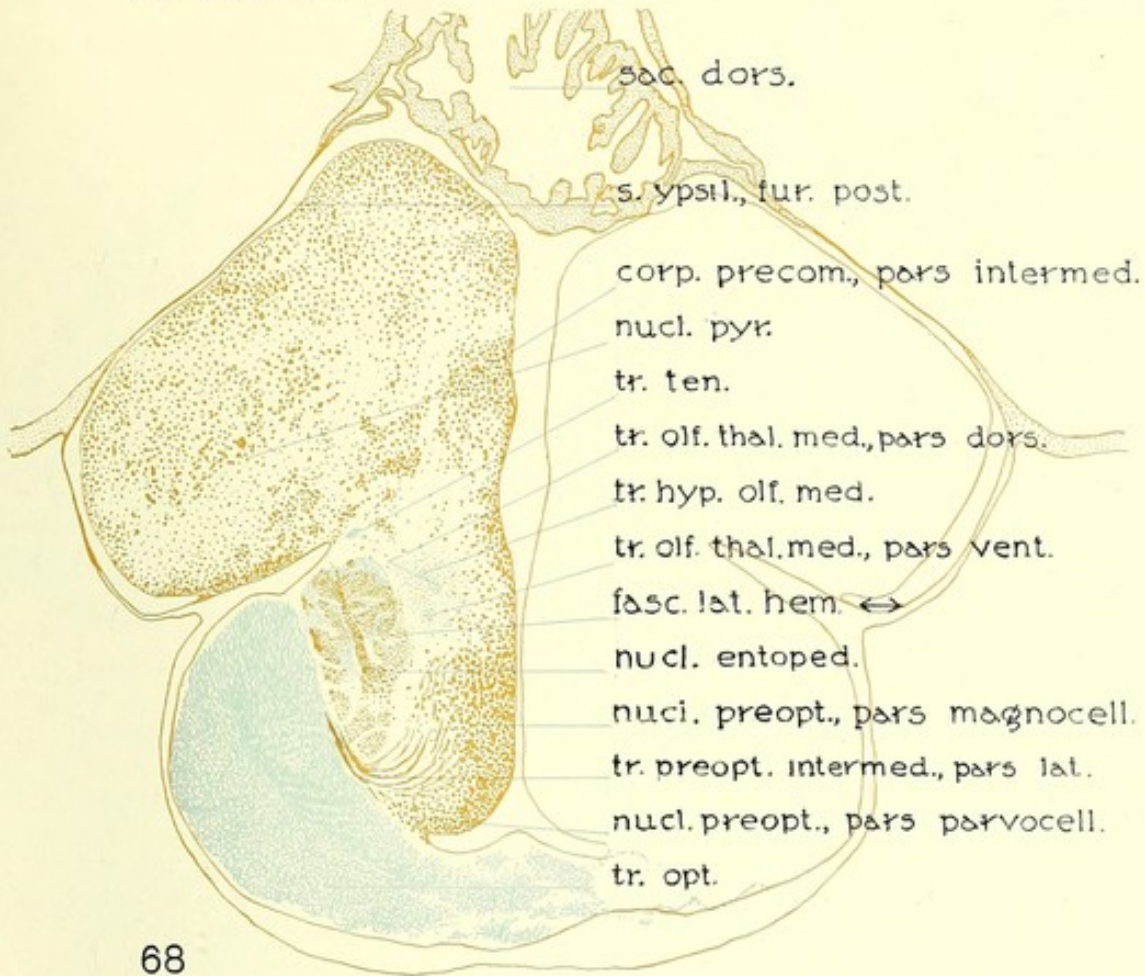 sac. dors.
s. ypsil., fur. post.
corp. precom., pars intermed.
nucl. pyr.
tr. ten.
tr. olf. thal. med., pars dors.
tr. hyp. olf. med.
tr. olf. thal. med., pars vent.
fasc. lat. hem. ↔
nucl. entoped.
nucl. preopt., pars magnocell.
tr. preopt. intermed., pars lat.
nucl. preopt., pars parvocell.
tr. opt.
68